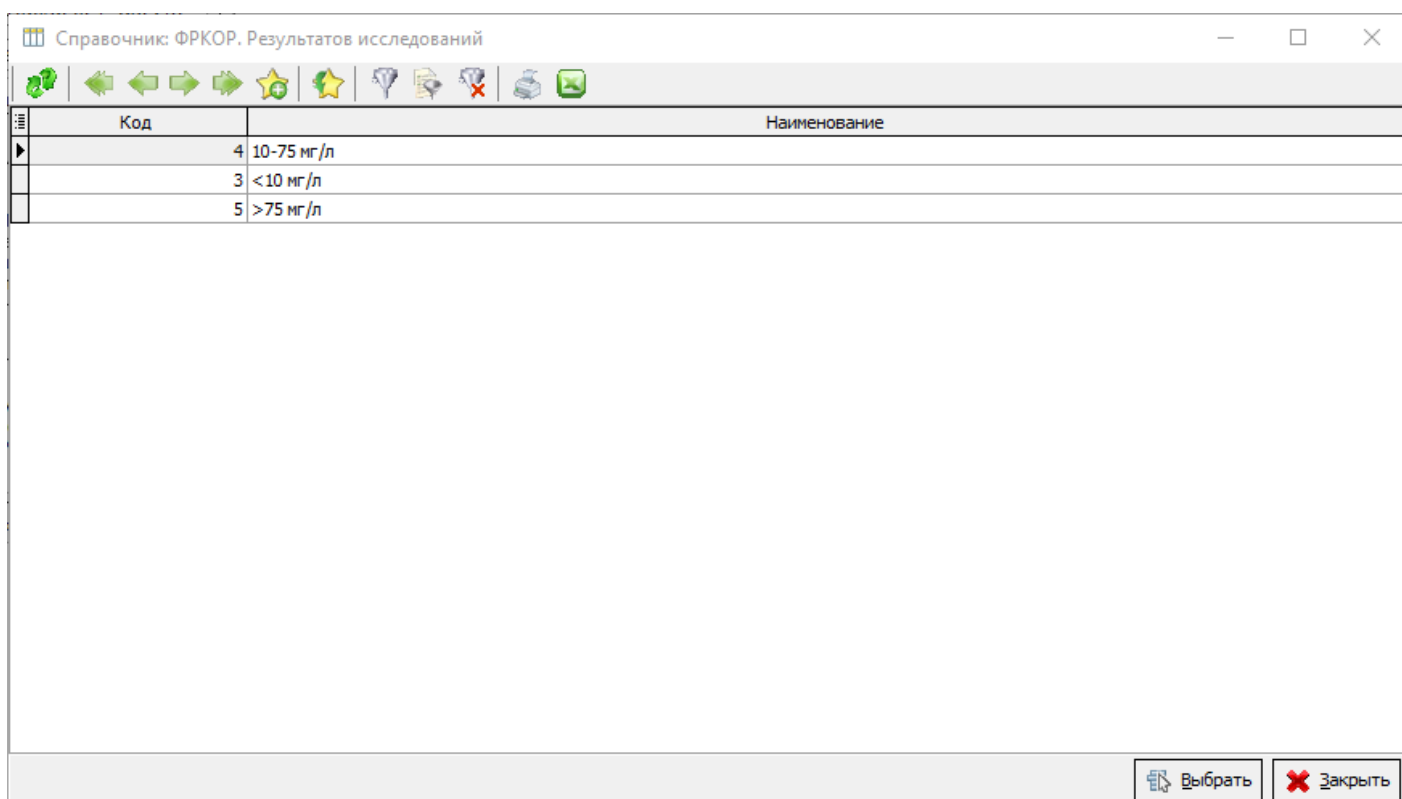 Справочник: ФРКОР. Результатов исследований
Код Наименование
4 10-75 мг/л
3 <10 мг/л
5 >75 мг/л
Выбрать Закрыть